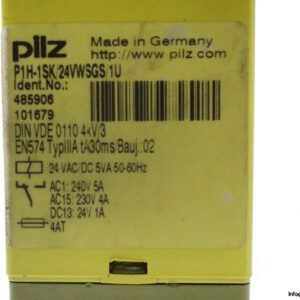 pilz
Made in Germany
http://www.pilz.com
P1H-1SK/24VWSGS/1U
Ident.No.:
485906
101679
DIN VDE 0110 4kV/3
EN574 TypIIIA tA30ms Bauj.:02
24 VAC/DC 5VA 50-60Hz
AC1: 240V 5A
AC15: 230V 4A
DC13: 24V 1A
4AT